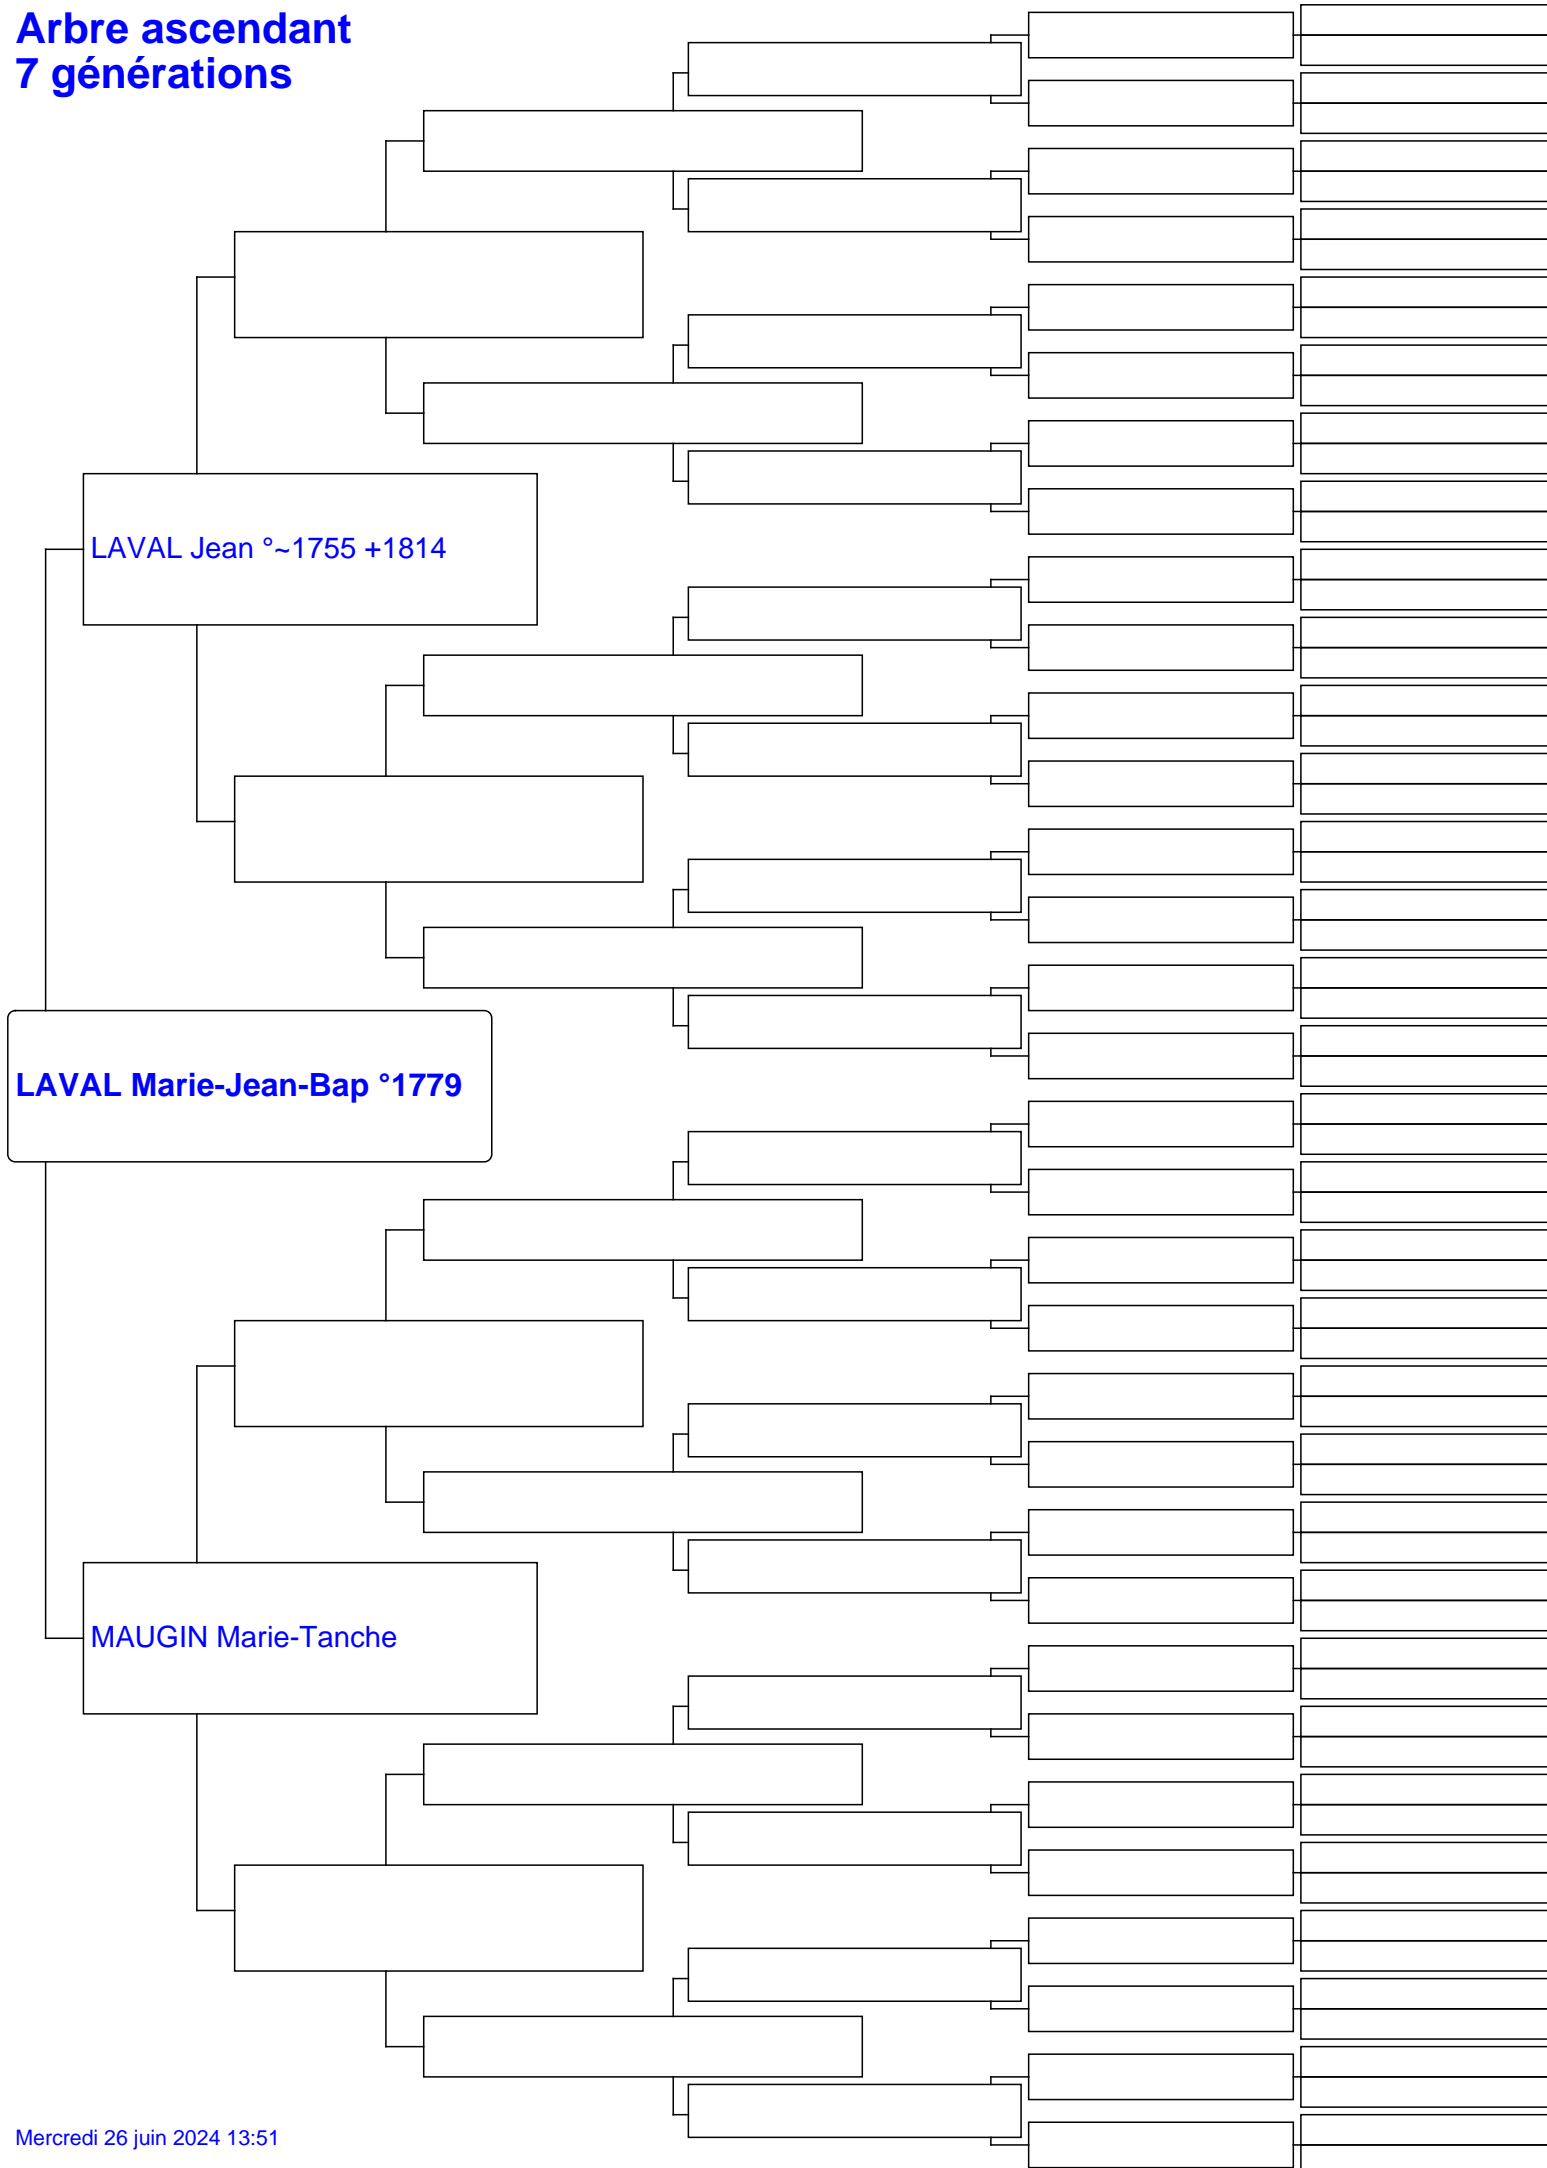 Arbre ascendant
7 générations
LAVAL Jean °~1755 +1814
LAVAL Marie-Jean-Bap °1779
MAUGIN Marie-Tanche
Mercredi 26 juin 2024 13:51